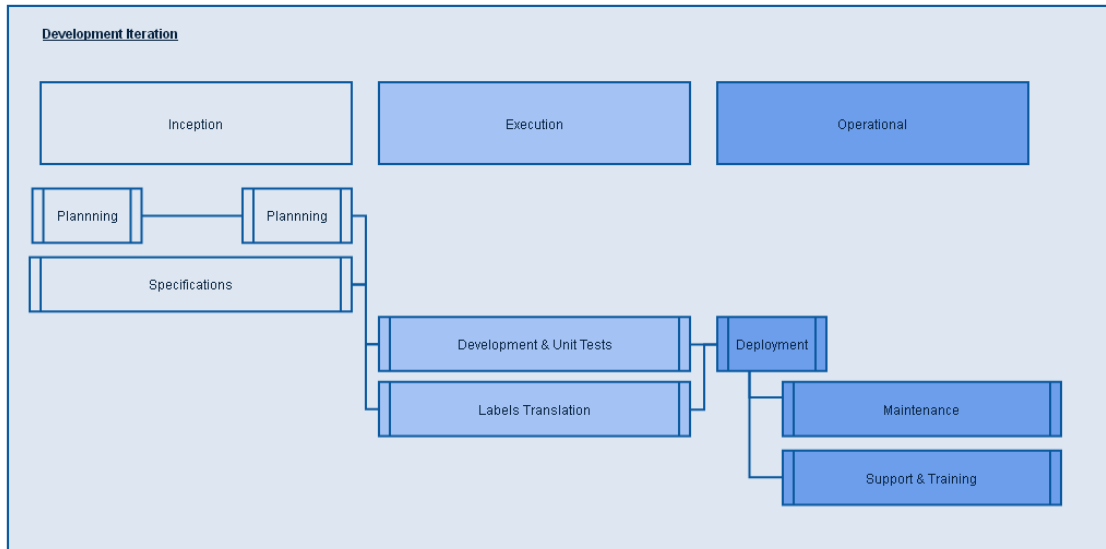 Development Iteration
Inception
Execution
Operational
Plannning
Plannning
Specifications
Development & Unit Tests
Deployment
Labels Translation
Maintenance
Support & Training